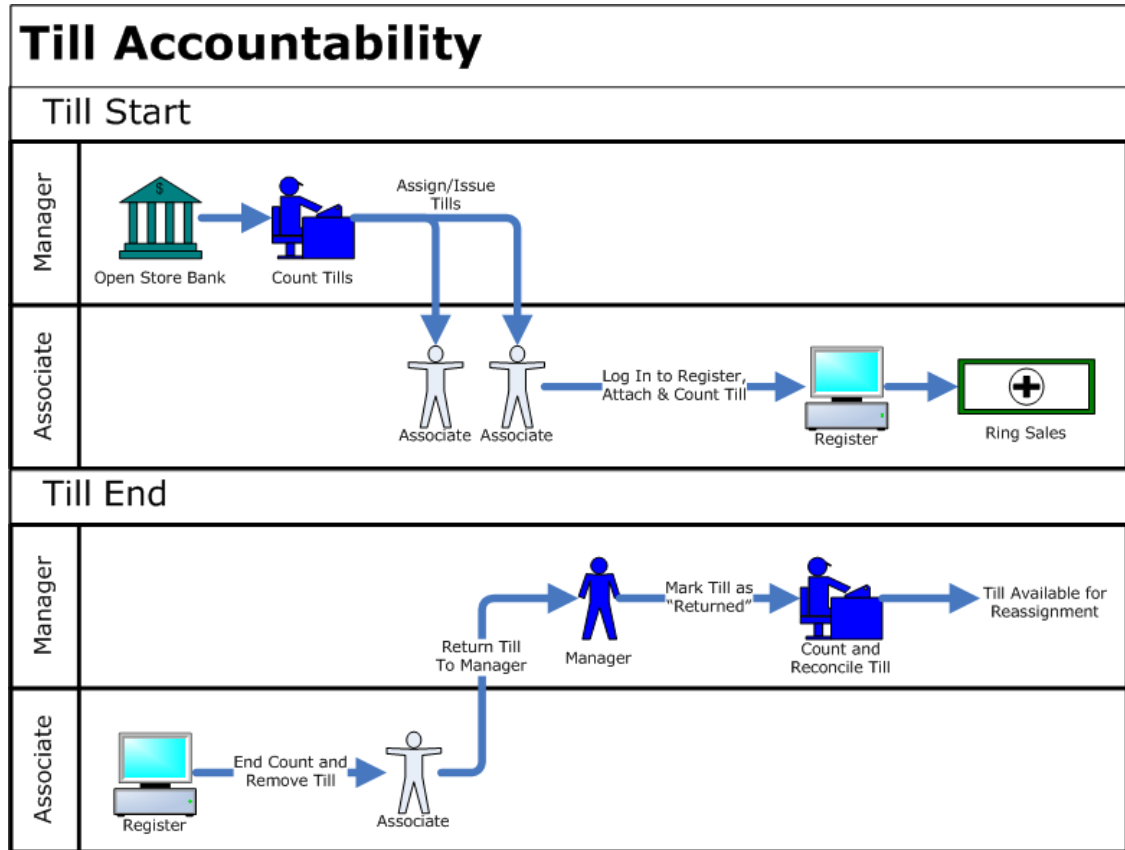 Till Accountability
Till Start
Manager
$
Open Store Bank
Count Tills
Assign/Issue
Tills
Associate
Associate
Associate
Log In to Register,
Attach & Count Till
Register
Ring Sales
Till End
Manager
Return Till
To Manager
Manager
Mark Till as
“Returned”
Count and
Reconcile Till
Till Available for
Reassignment
Associate
Register
End Count and
Remove Till
Associate